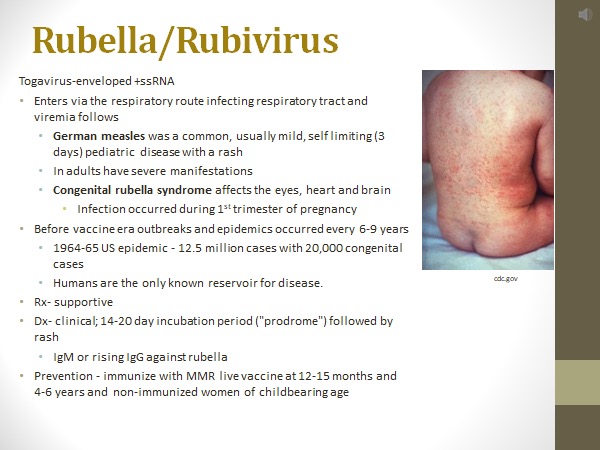 Rubella/Rubivirus
Togavirus-enveloped +ssRNA
• Enters via the respiratory route infecting respiratory tract and
viremia follows
• German measles was a common, usually mild, self limiting (3
days) pediatric disease with a rash
• In adults have severe manifestations
• Congenital rubella syndrome affects the eyes, heart and brain
• Infection occurred during 1st trimester of pregnancy
• Before vaccine era outbreaks and epidemics occurred every 6-9 years
• 1964-65 US epidemic - 12.5 million cases with 20,000 congenital
cases
• Humans are the only known reservoir for disease.
• Rx- supportive
• Dx- clinical; 14-20 day incubation period ("prodrome") followed by
rash
• IgM or rising IgG against rubella
• Prevention - immunize with MMR live vaccine at 12-15 months and
4-6 years and non-immunized women of childbearing age
cdc.gov